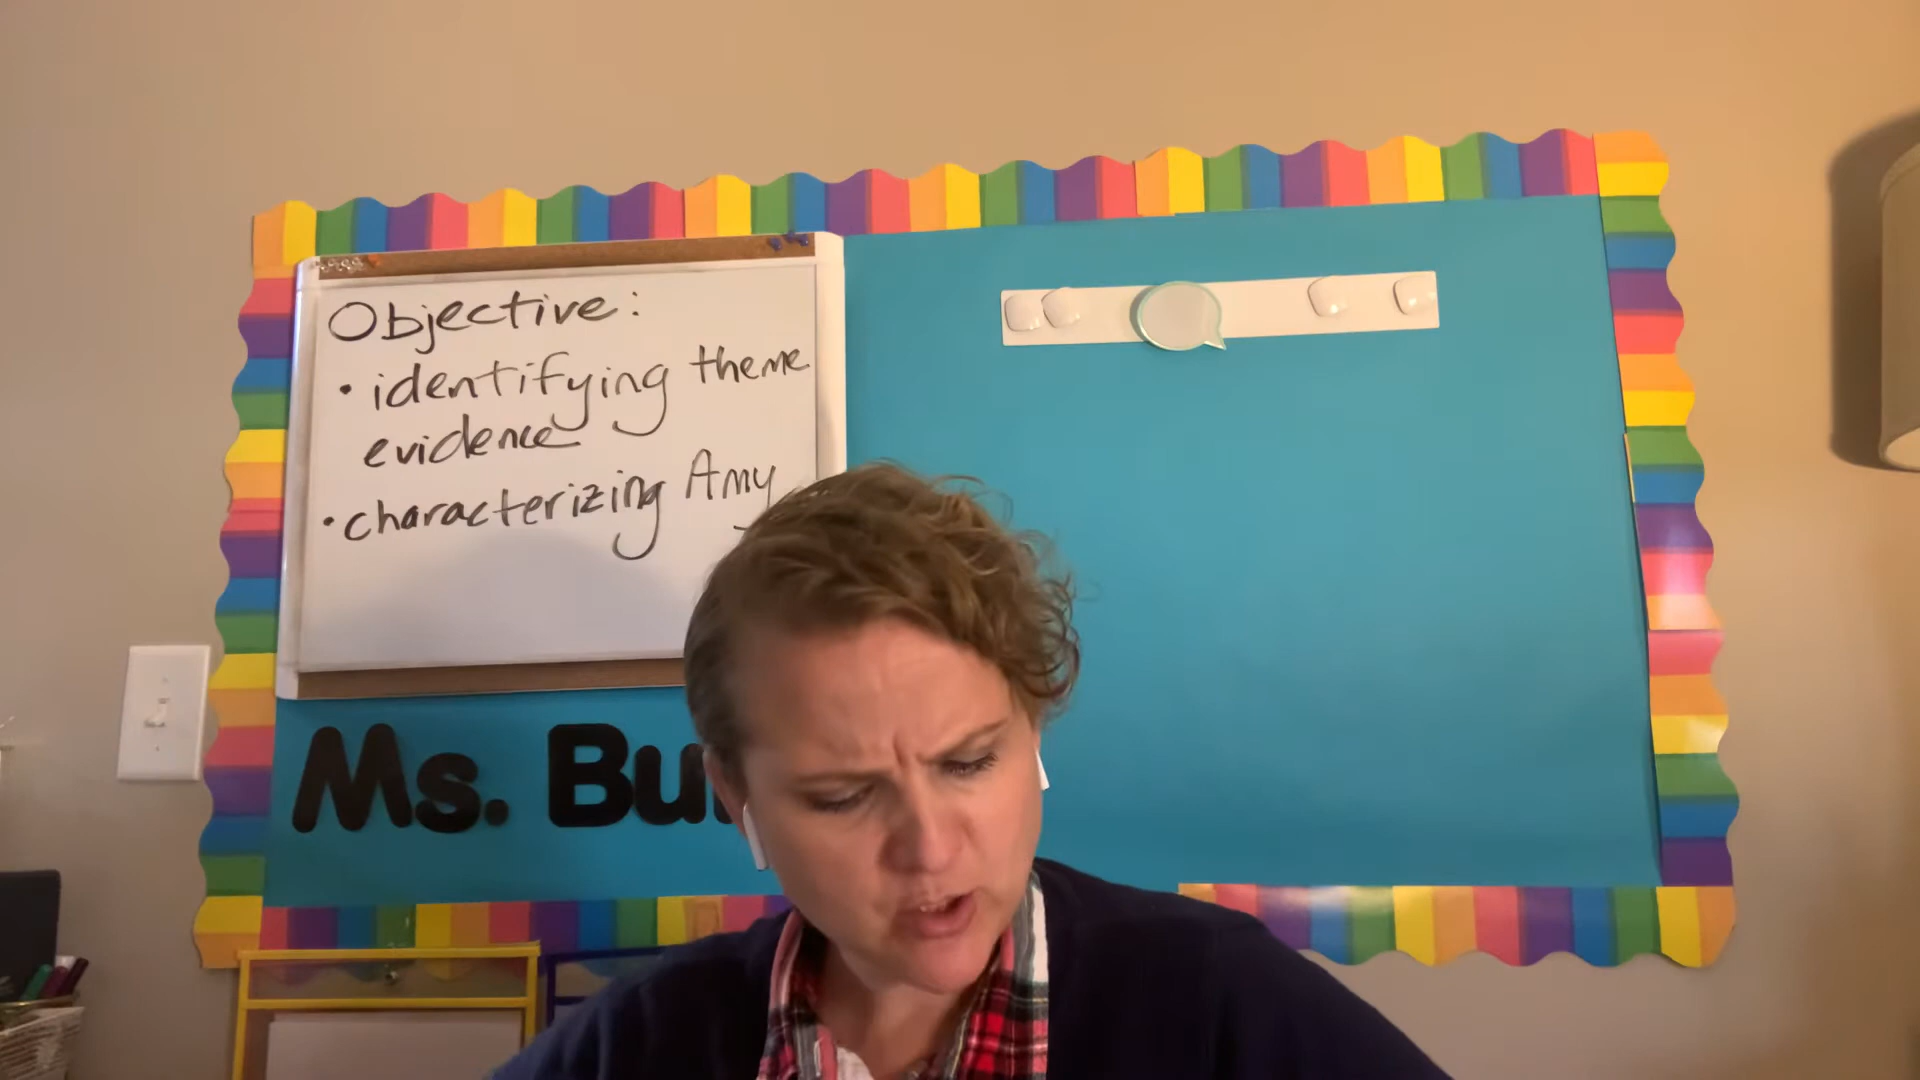 Objective:
• identifying theme
evidence
• characterizing Amy
Ms. Bu